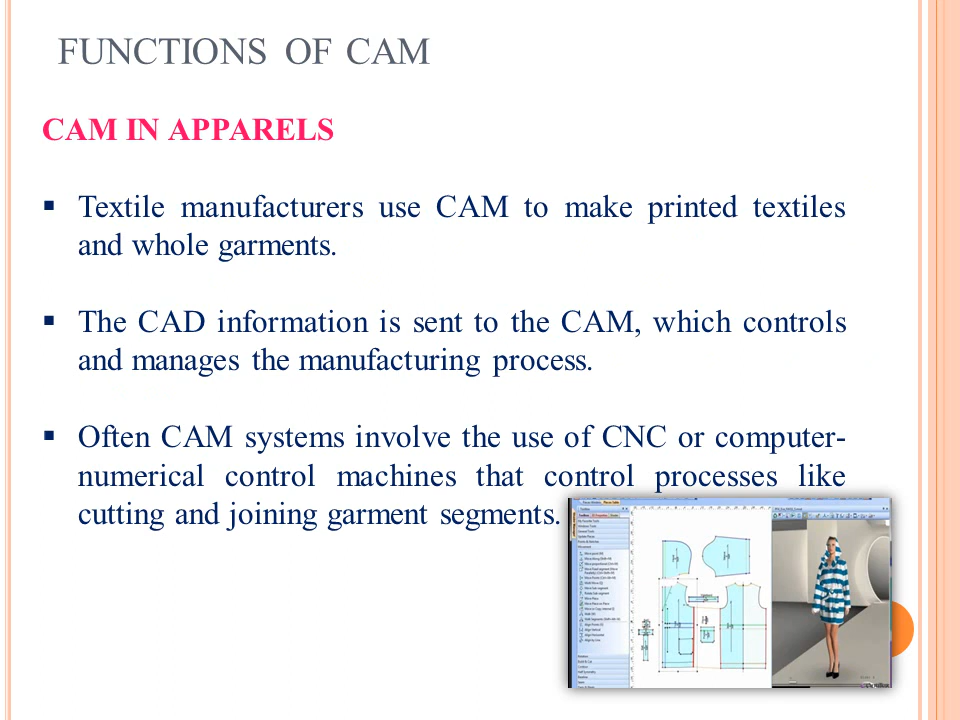 FUNCTIONS OF CAM
CAM IN APPARELS
▪ Textile manufacturers use CAM to make printed textiles
and whole garments.
▪ The CAD information is sent to the CAM, which controls
and manages the manufacturing process.
▪ Often CAM systems involve the use of CNC or computer-
numerical control machines that control processes like
cutting and joining garment segments.